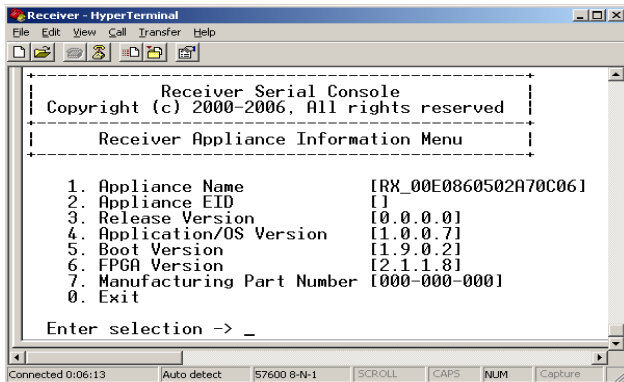 Receiver - HyperTerminal
File Edit View Call Transfer Help
Receiver Serial Console
Copyright (c) 2000-2006, All rights reserved
Receiver Appliance Information Menu
1. Appliance Name [RX_00E0860502A70C06]
2. Appliance EID []
3. Release Version [0.0.0.0]
4. Application/OS Version [1.0.0.7]
5. Boot Version [1.9.0.2]
6. FPGA Version [2.1.1.8]
7. Manufacturing Part Number [000-000-000]
0. Exit
Enter selection -> _
Connected 0:06:13 Auto detect 57600 8-N-1 SCROLL CAPS NUM Capture